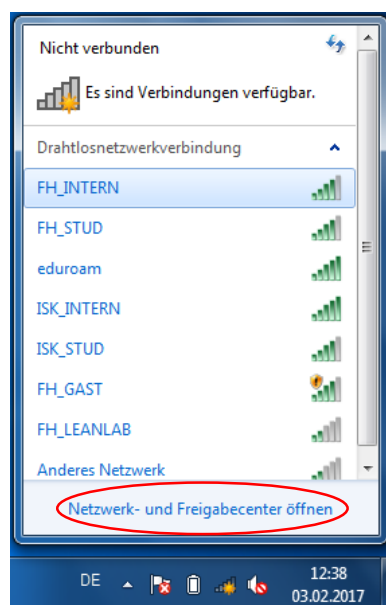 Nicht verbunden
Es sind Verbindungen verfügbar.
Drahtlosnetzwerkverbindung
FH_INTERN
FH_STUD
eduroam
ISK_INTERN
ISK_STUD
FH_GAST
FH_LEANLAB
Anderes Netzwerk
Netzwerk- und Freigabecenter öffnen
DE
12:38
03.02.2017